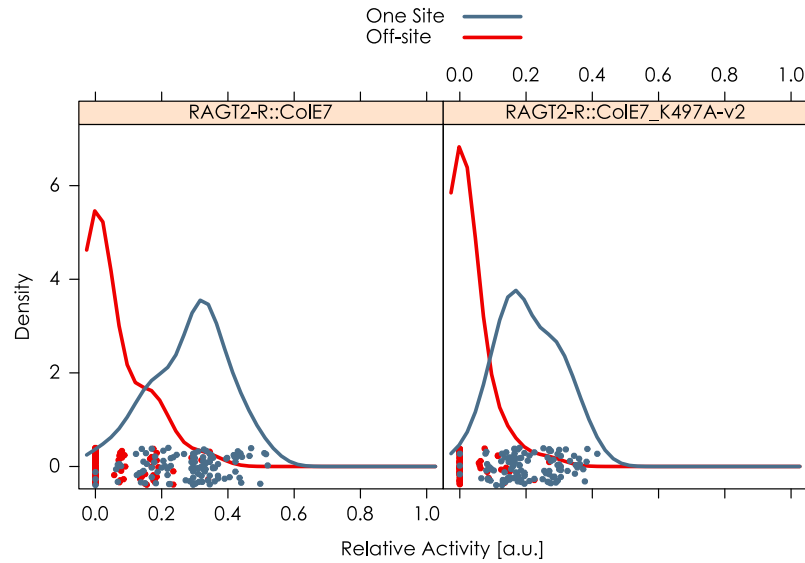 One Site
Off-site
0.0 0.2 0.4 0.6 0.8 1.0
RAGT2-R::ColE7 RAGT2-R::ColE7_K497A-v2
6
4
2
0
Density
0.0 0.2 0.4 0.6 0.8 1.0
Relative Activity [a.u.]